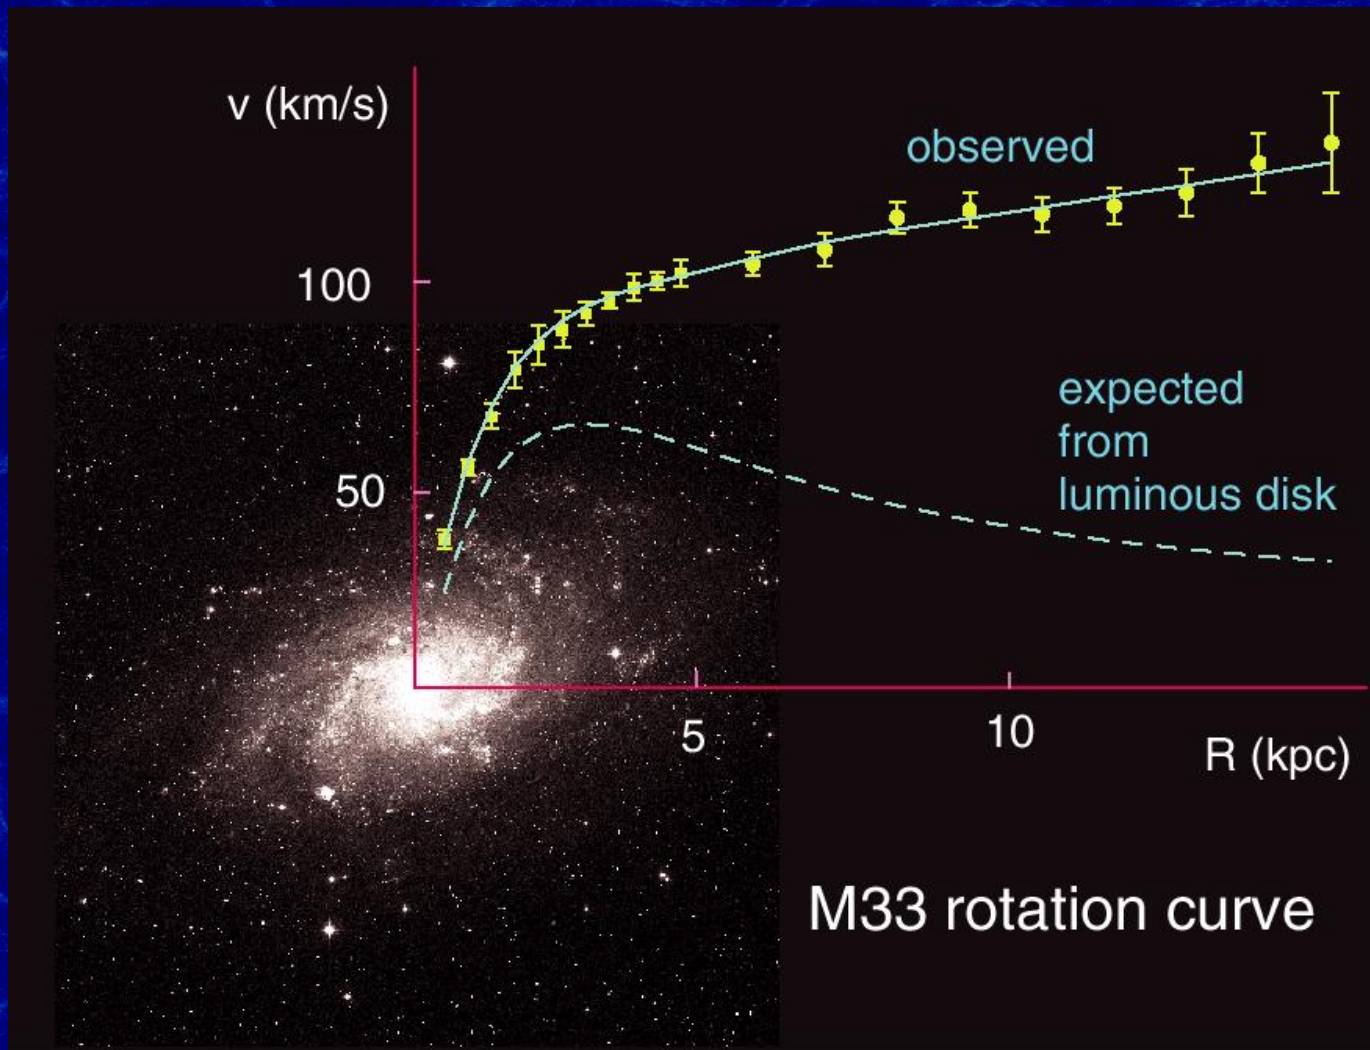 v (km/s)
observed
100
expected
from
luminous disk
50
5
10
R (kpc)
M33 rotation curve